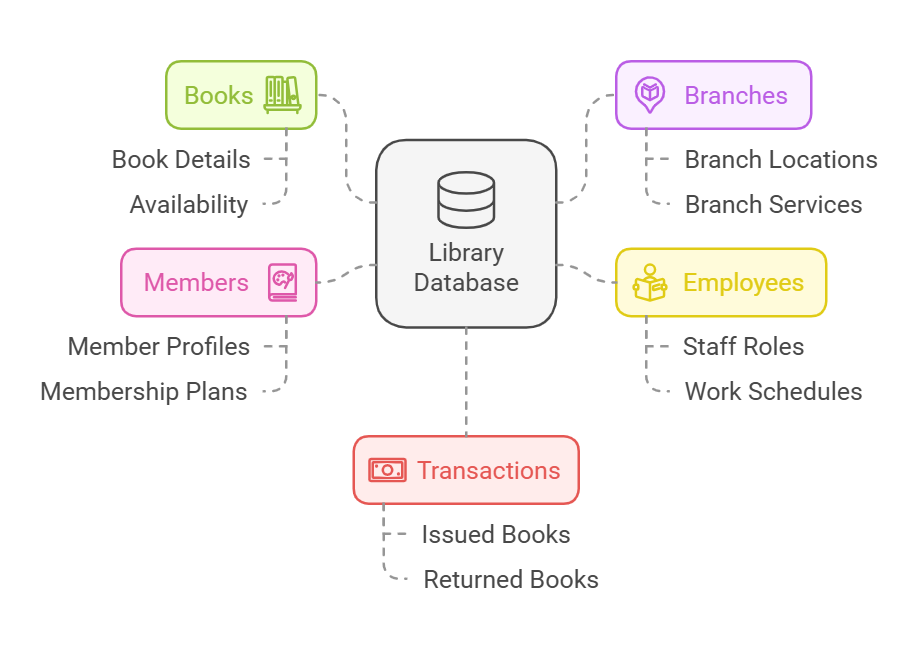 Books
Book Details
Availability
Members
Member Profiles
Membership Plans
Library
Database
Branches
Branch Locations
Branch Services
Employees
Staff Roles
Work Schedules
Transactions
Issued Books
Returned Books